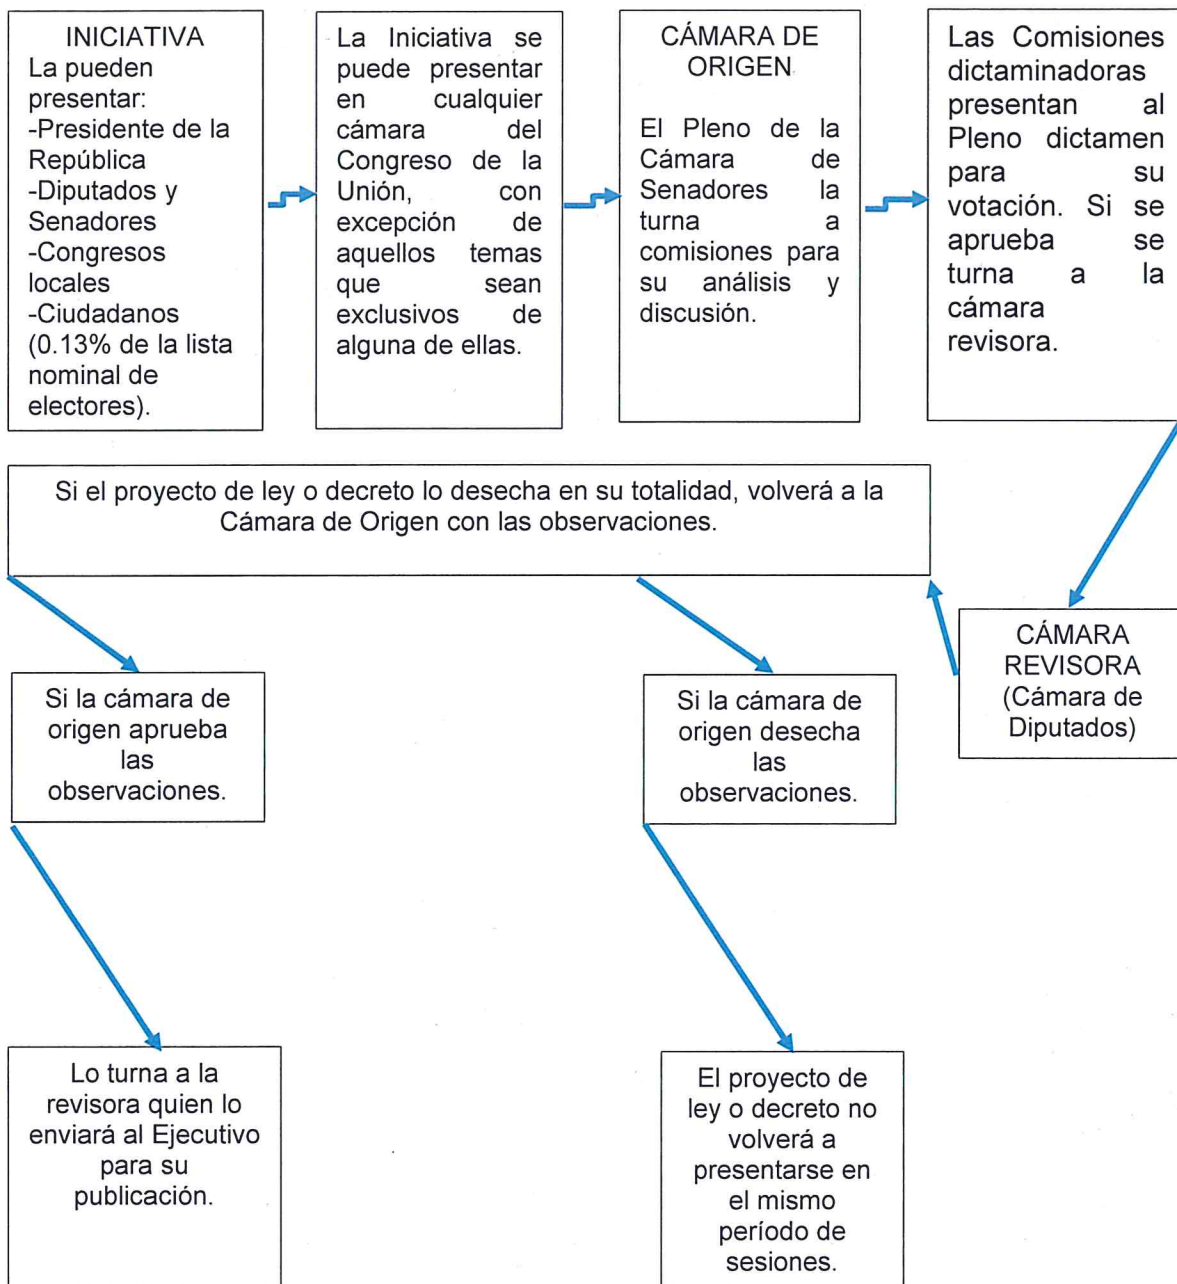 INICIATIVA
La pueden
presentar:
-Presidente de la
República
-Diputados y
Senadores
-Congresos
locales
-Ciudadanos
(0.13% de la lista
nominal de
electores).
La Iniciativa se
puede presentar
en cualquier
cámara del
Congreso de la
Unión, con
excepción de
aquellos temas
que sean
exclusivos de
alguna de ellas.
CÁMARA DE
ORIGEN
El Pleno de la
Cámara de
Senadores la
turna a
comisiones para
su análisis y
discusión.
Las Comisiones
dictaminadoras
presentan al
Pleno dictamen
para su
votación. Si se
aprueba se
turna a la
cámara
revisora.
Si el proyecto de ley o decreto lo desecha en su totalidad, volverá a la
Cámara de Origen con las observaciones.
CÁMARA
REVISORA
(Cámara de
Diputados)
Si la cámara de
origen aprueba
las
observaciones.
Si la cámara de
origen desecha
las
observaciones.
Lo turna a la
revisora quien lo
enviará al Ejecutivo
para su
publicación.
El proyecto de
ley o decreto no
volverá a
presentarse en
el mismo
período de
sesiones.